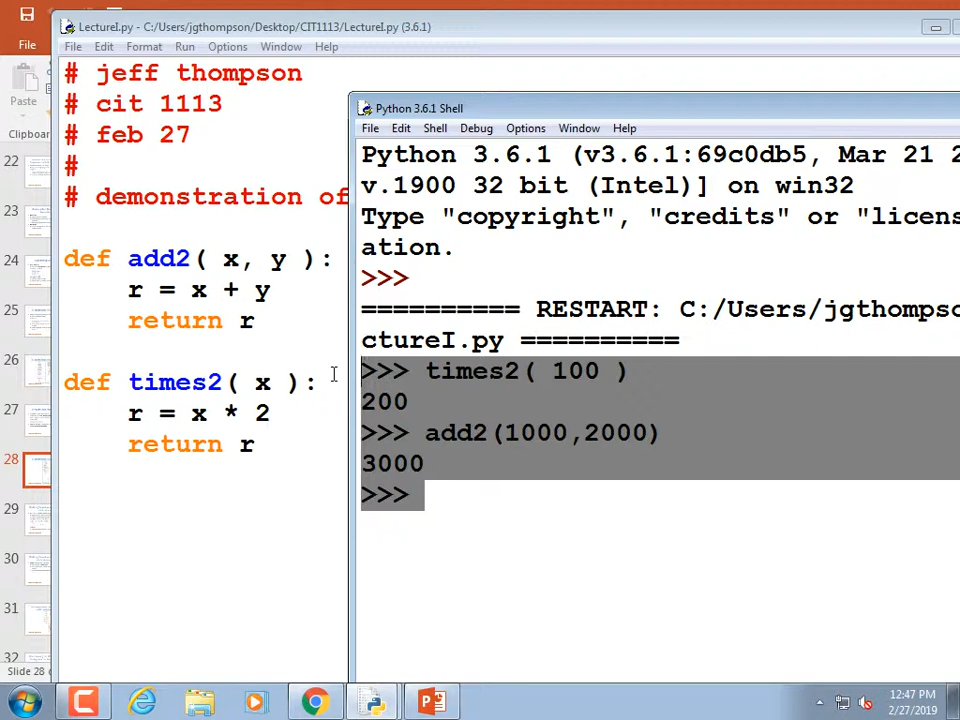 File
Paste
Clipboard
22
23
24
25
26
27
28
29
30
31
32
Slide 28 o
LectureI.py - C:/Users/jgthompson/Desktop/CIT1113/LectureI.py (3.6.1)
File Edit Format Run Options Window Help
# jeff thompson
# cit 1113
# feb 27
#
# demonstration of
def add2( x, y ):
r = x + y
return r
def times2( x ):
r = x * 2
return r
Python 3.6.1 Shell
File Edit Shell Debug Options Window Help
Python 3.6.1 (v3.6.1:69c0db5, Mar 21 2
v.1900 32 bit (Intel)] on win32
Type "copyright", "credits" or "licens
ation.
>>>
========== RESTART: C:/Users/jgthompso
ctureI.py ==========
>>> times2( 100 )
200
>>> add2(1000,2000)
3000
>>>
12:47 PM
2/27/2019